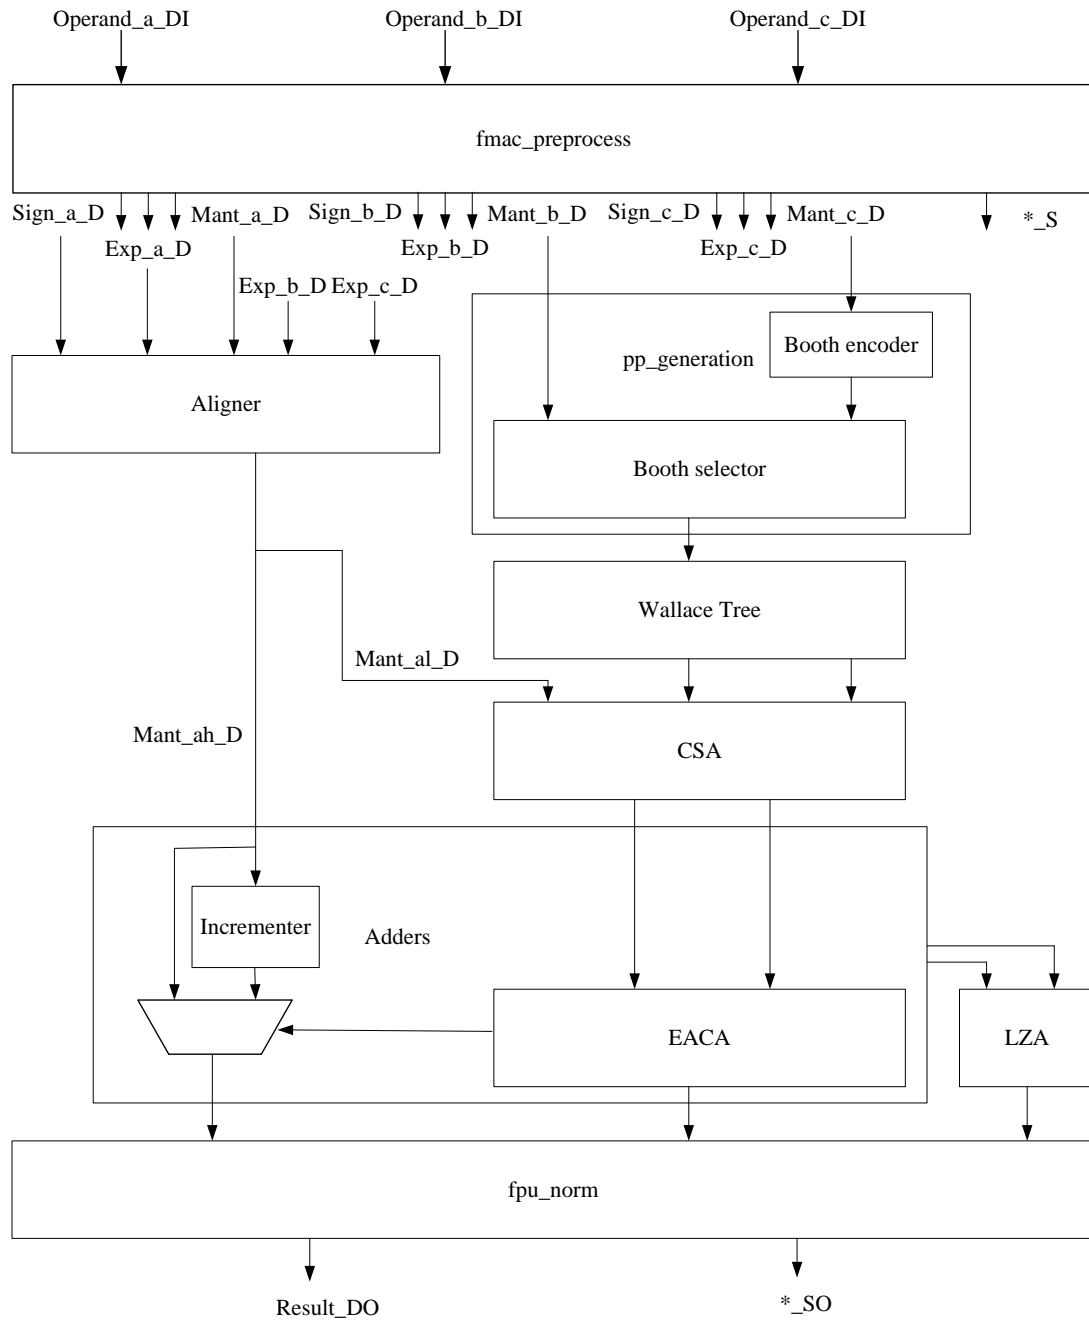 Operand_a_DI
Operand_b_DI
Operand_c_DI
fmac_preprocess
Sign_a_D
Mant_a_D
Sign_b_D
Mant_b_D
Sign_c_D
Mant_c_D
*_S
Exp_a_D
Exp_b_D
Exp_c_D
Exp_b_D
Exp_c_D
Booth encoder
pp_generation
Aligner
Booth selector
Wallace Tree
Mant_al_D
Mant_ah_D
CSA
Incrementer
Adders
EACA
LZA
fpu_norm
Result_DO
*_SO